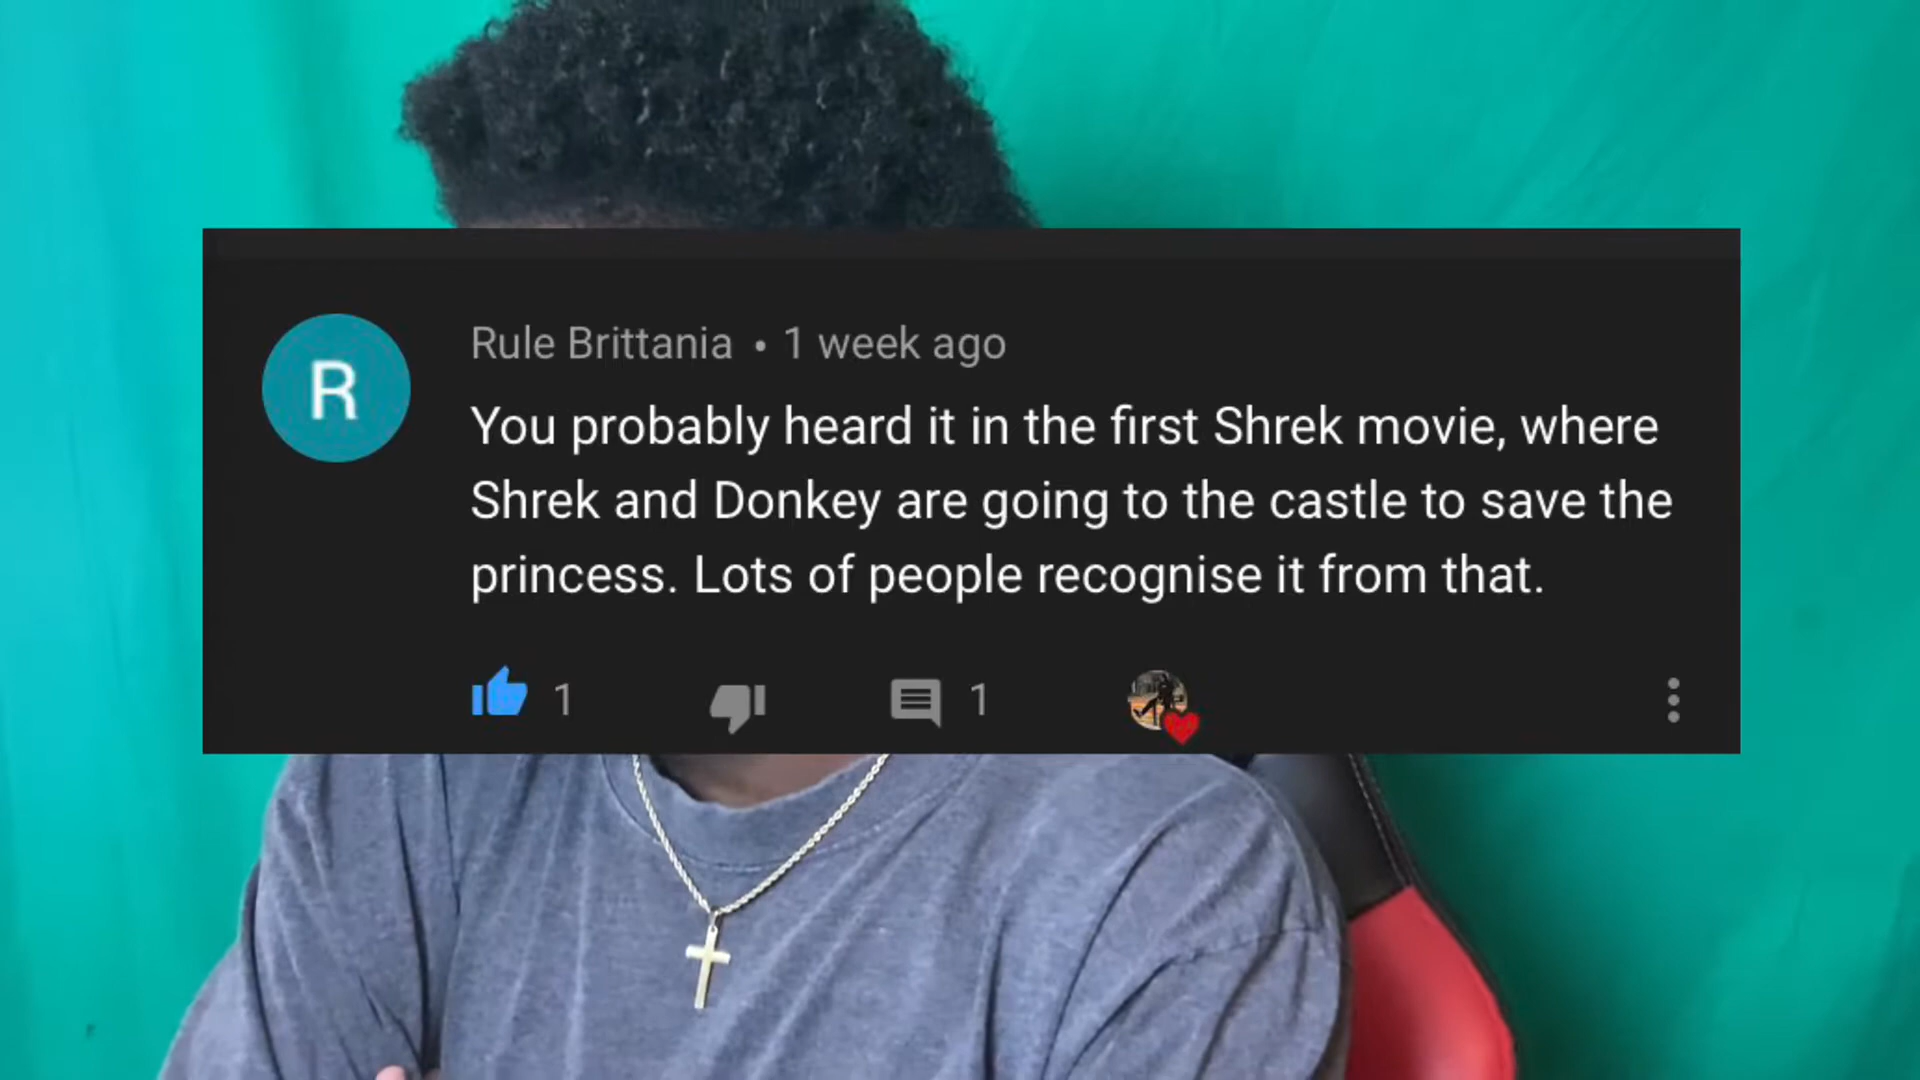 R
Rule Brittania • 1 week ago
You probably heard it in the first Shrek movie, where
Shrek and Donkey are going to the castle to save the
princess. Lots of people recognise it from that.
1 1